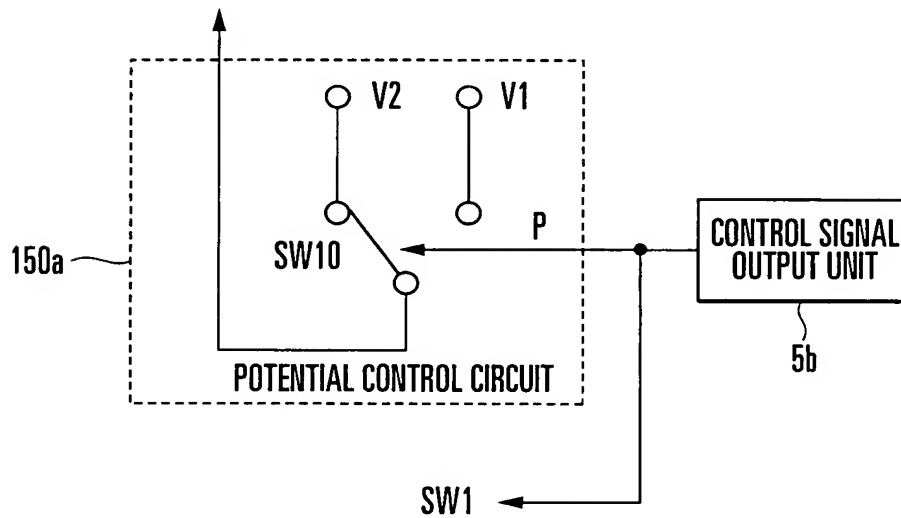 V2
V1
P
CONTROL SIGNAL
OUTPUT UNIT
SW10
150a
5b
POTENTIAL CONTROL CIRCUIT
SW1